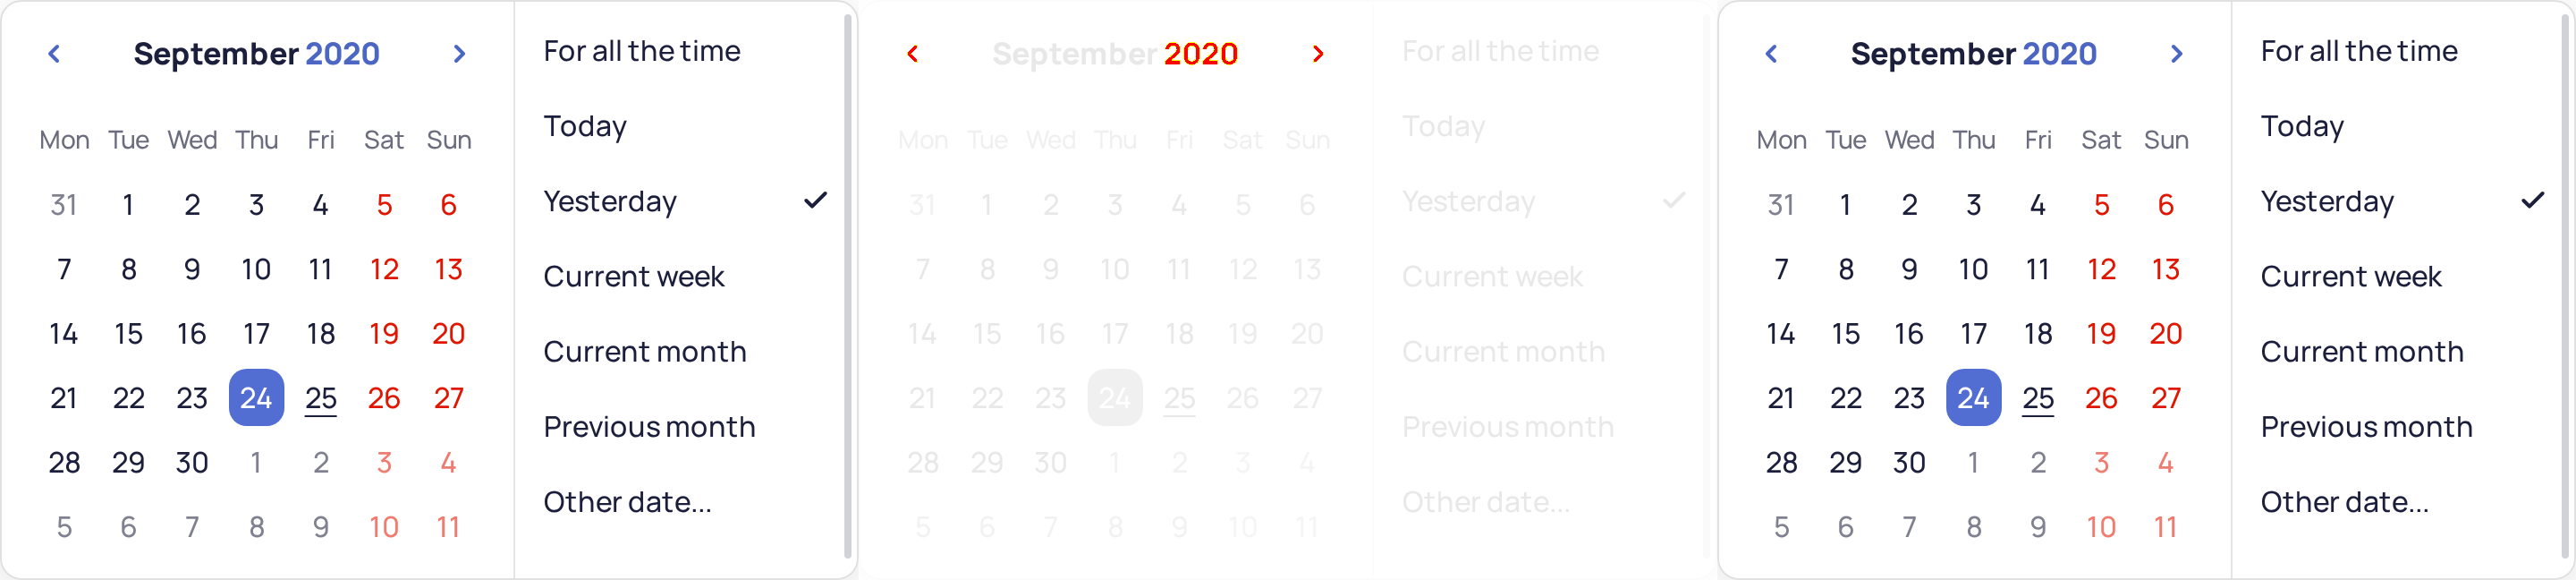 September 2020
Mon Tue Wed Thu Fri Sat Sun
31 1 2 3 4 5 6
7 8 9 10 11 12 13
14 15 16 17 18 19 20
21 22 23 24 25 26 27
28 29 30 1 2 3 4
5 6 7 8 9 10 11
For all the time
Today
Yesterday
Current week
Current month
Previous month
Other date...
September 2020
Mon Tue Wed Thu Fri Sat Sun
31 1 2 3 4 5 6
7 8 9 10 11 12 13
14 15 16 17 18 19 20
21 22 23 24 25 26 27
28 29 30 1 2 3 4
5 6 7 8 9 10 11
For all the time
Today
Yesterday
Current week
Current month
Previous month
Other date...
September 2020
Mon Tue Wed Thu Fri Sat Sun
31 1 2 3 4 5 6
7 8 9 10 11 12 13
14 15 16 17 18 19 20
21 22 23 24 25 26 27
28 29 30 1 2 3 4
5 6 7 8 9 10 11
For all the time
Today
Yesterday
Current week
Current month
Previous month
Other date...